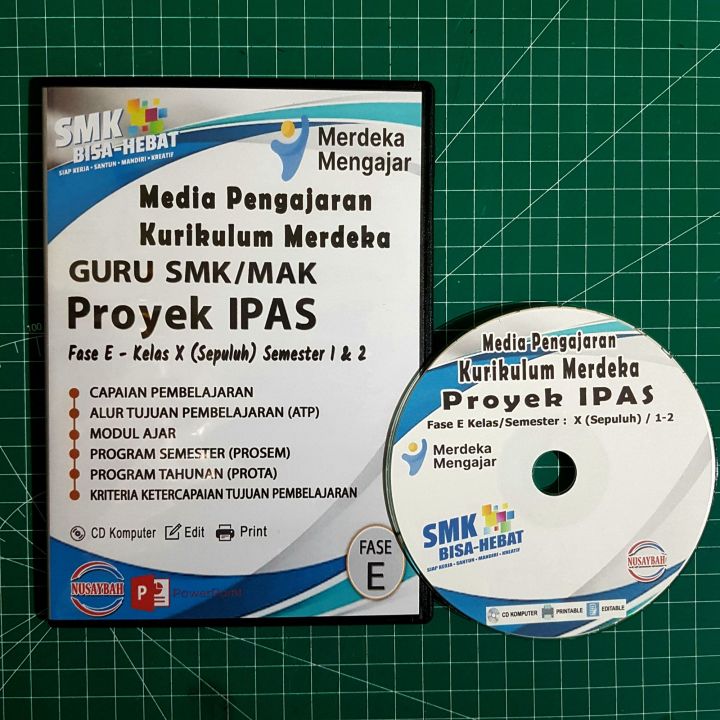 SMK
BISA-HEBAT
SIAP KERJA • SANTUN • MANDIRI • KREATIF
Merdeka
Mengajar
Media Pengajaran
Kurikulum Merdeka
GURU SMK/MAK
Proyek IPAS
Fase E - Kelas X (Sepuluh) Semester 1 & 2
CAPAIAN PEMBELAJARAN
ALUR TUJUAN PEMBELAJARAN (ATP)
MODUL AJAR
PROGRAM SEMESTER (PROSEM)
PROGRAM TAHUNAN (PROTA)
KRITERIA KETERCAPAIAN TUJUAN PEMBELAJARAN
CD Komputer Edit Print
FASE
E
NUSAYBAH
P PowerPoint
Media Pengajaran
Kurikulum Merdeka
Proyek IPAS
Fase E Kelas/Semester : X (Sepuluh) / 1-2
Merdeka
Mengajar
SMK
BISA-HEBAT
SIAP KERJA • SANTUN • MANDIRI • KREATIF
NUSAYBAH
CD KOMPUTER PRINTABLE EDITABLE
100